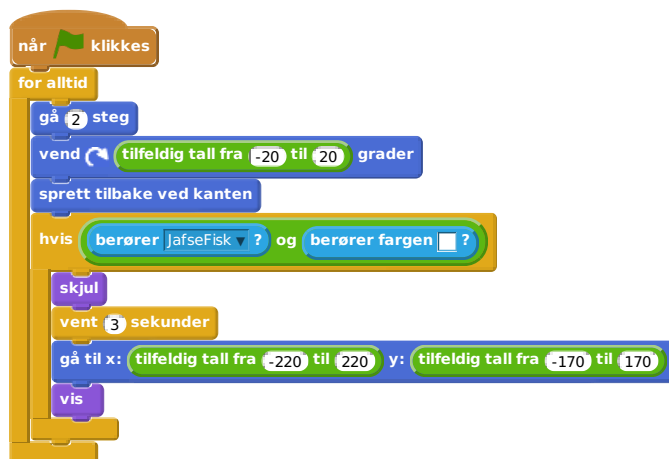 når klikkes
for alltid
gå 2 steg
vend tilfeldig tall fra -20 til 20 grader
sprett tilbake ved kanten
hvis berører JafseFisk ? og berører fargen ?
skjul
vent 3 sekunder
gå til x: tilfeldig tall fra -220 til 220 y: tilfeldig tall fra -170 til 170
vis